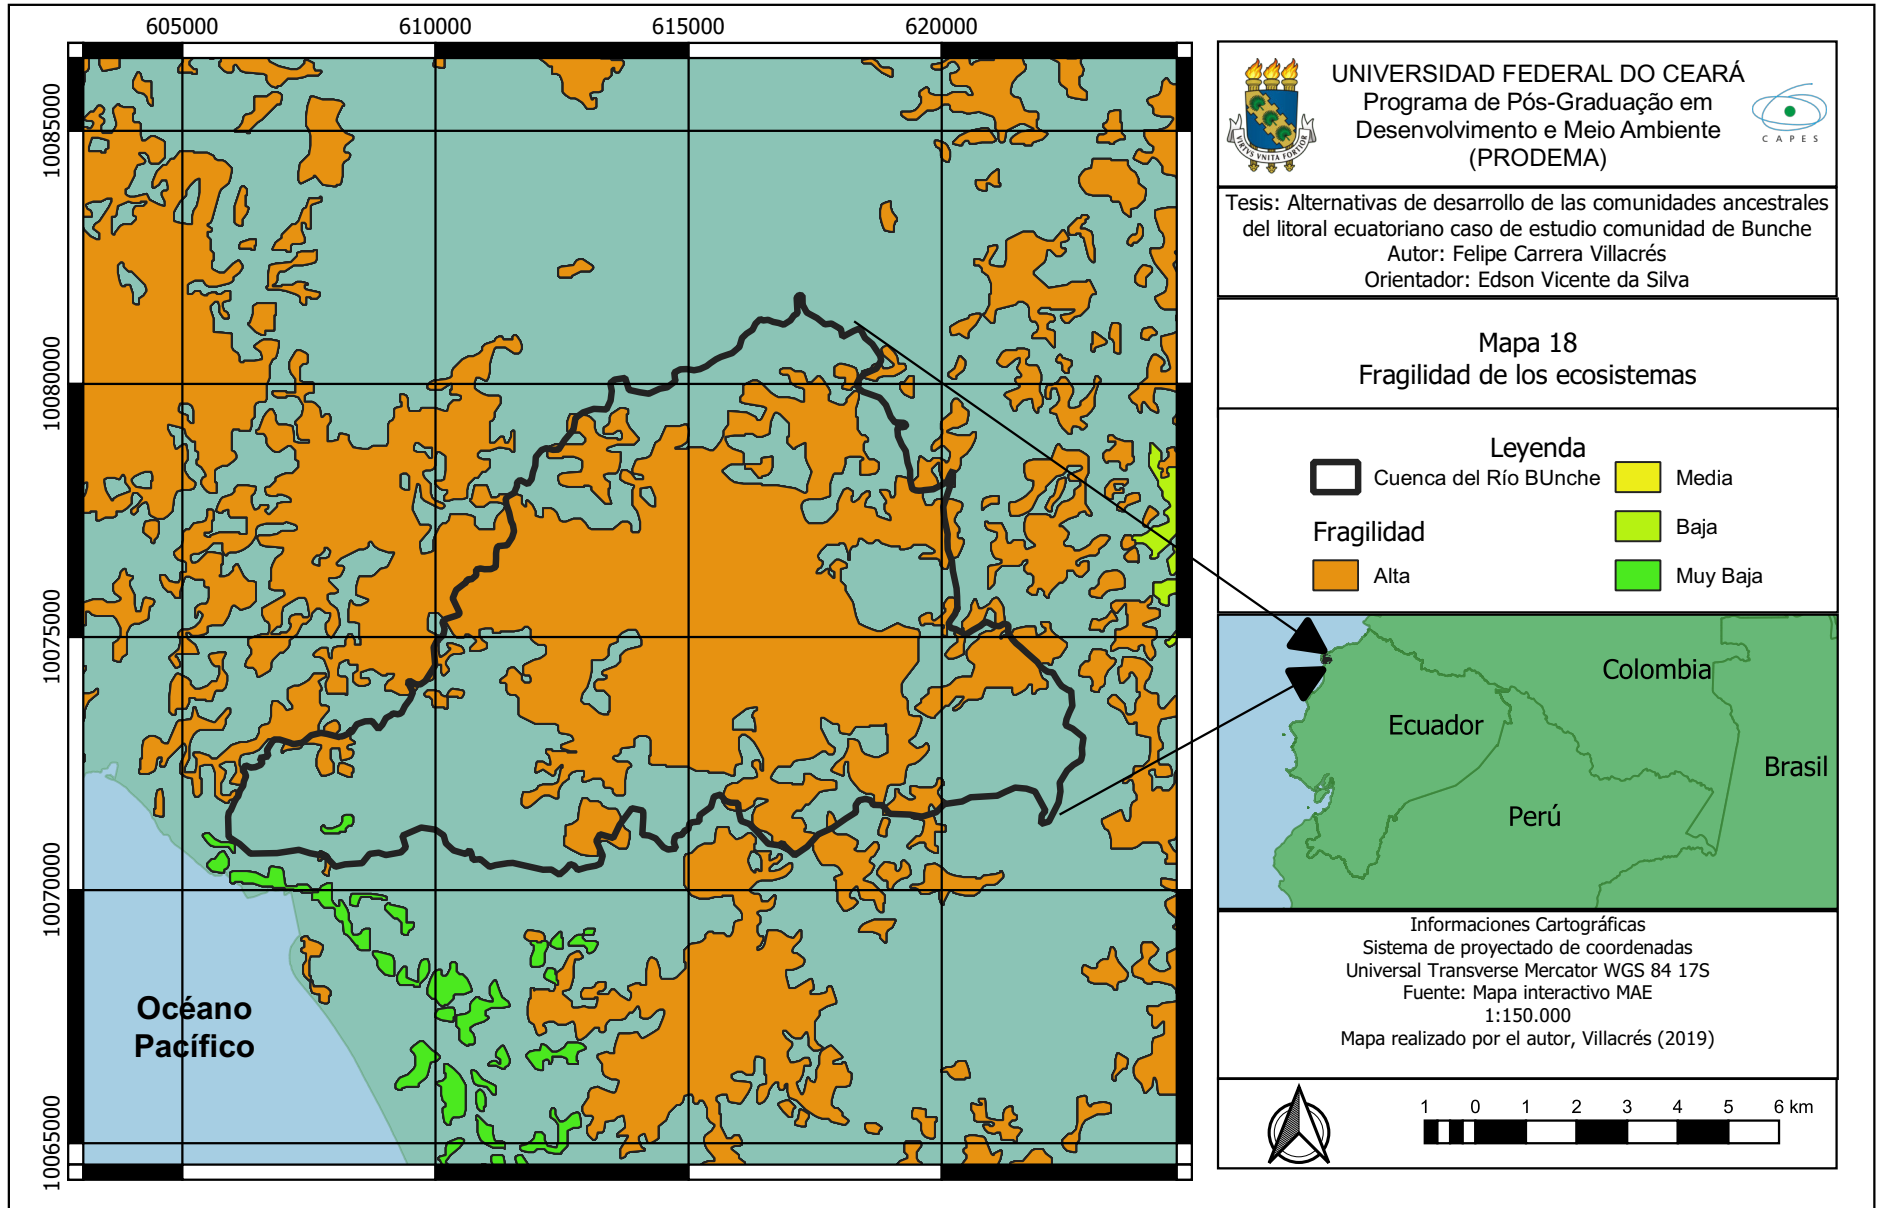 605000 610000 615000 620000
10085000
10080000
10075000
10070000
10065000
Océano
Pacífico
UNIVERSIDAD FEDERAL DO CEARÁ
Programa de Pós-Graduação em
Desenvolvimento e Meio Ambiente
(PRODEMA)
VIRTVS VNITA FORTIOR
CAPES
Tesis: Alternativas de desarrollo de las comunidades ancestrales
del litoral ecuatoriano caso de estudio comunidad de Bunche
Autor: Felipe Carrera Villacrés
Orientador: Edson Vicente da Silva
Mapa 18
Fragilidad de los ecosistemas
Leyenda
Cuenca del Río BUnche
Fragilidad
Alta
Media
Baja
Muy Baja
Colombia
Ecuador
Brasil
Perú
Informaciones Cartográficas
Sistema de proyectado de coordenadas
Universal Transverse Mercator WGS 84 17S
Fuente: Mapa interactivo MAE
1:150.000
Mapa realizado por el autor, Villacrés (2019)
1 0 1 2 3 4 5 6 km